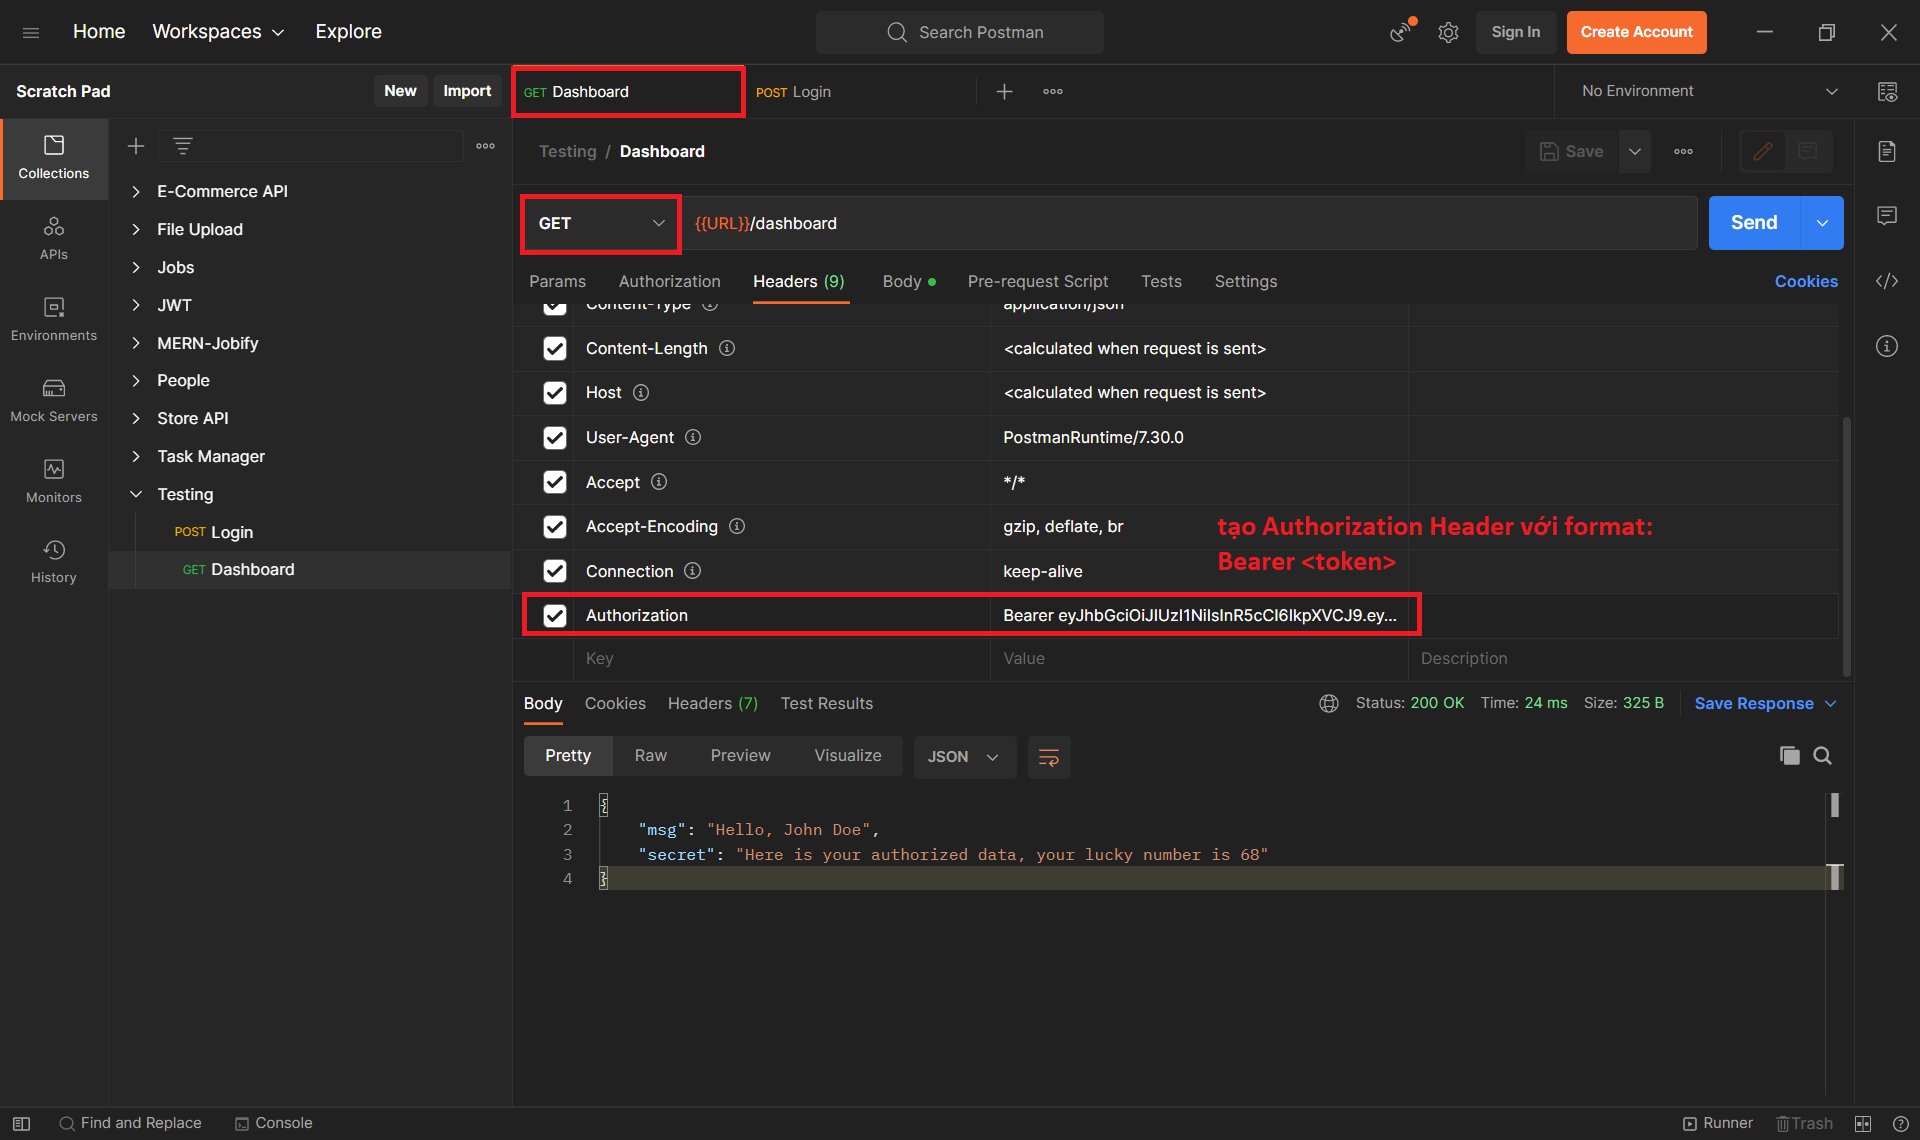 Home Workspaces Explore Search Postman Sign In Create Account
Scratch Pad New Import GET Dashboard POST Login No Environment
Testing / Dashboard Save
GET {{URL}}/dashboard Send
Params Authorization Headers (9) Body Pre-request Script Tests Settings Cookies
Content-Type application/json
Content-Length <calculated when request is sent>
Host <calculated when request is sent>
User-Agent PostmanRuntime/7.30.0
Accept */*
Accept-Encoding gzip, deflate, br
Connection keep-alive
tạo Authorization Header với format:
Bearer <token>
Authorization Bearer eyJhbGciOiJIUzI1NiIsInR5cCI6IkpXVCJ9.ey...
Key Value Description
Collections
APIs
Environments
Mock Servers
Monitors
History
E-Commerce API
File Upload
Jobs
JWT
MERN-Jobify
People
Store API
Task Manager
Testing
POST Login
GET Dashboard
Body Cookies Headers (7) Test Results Status: 200 OK Time: 24 ms Size: 325 B Save Response
Pretty Raw Preview Visualize JSON
1 {
2 "msg": "Hello, John Doe",
3 "secret": "Here is your authorized data, your lucky number is 68"
4 }
Find and Replace Console Runner Trash